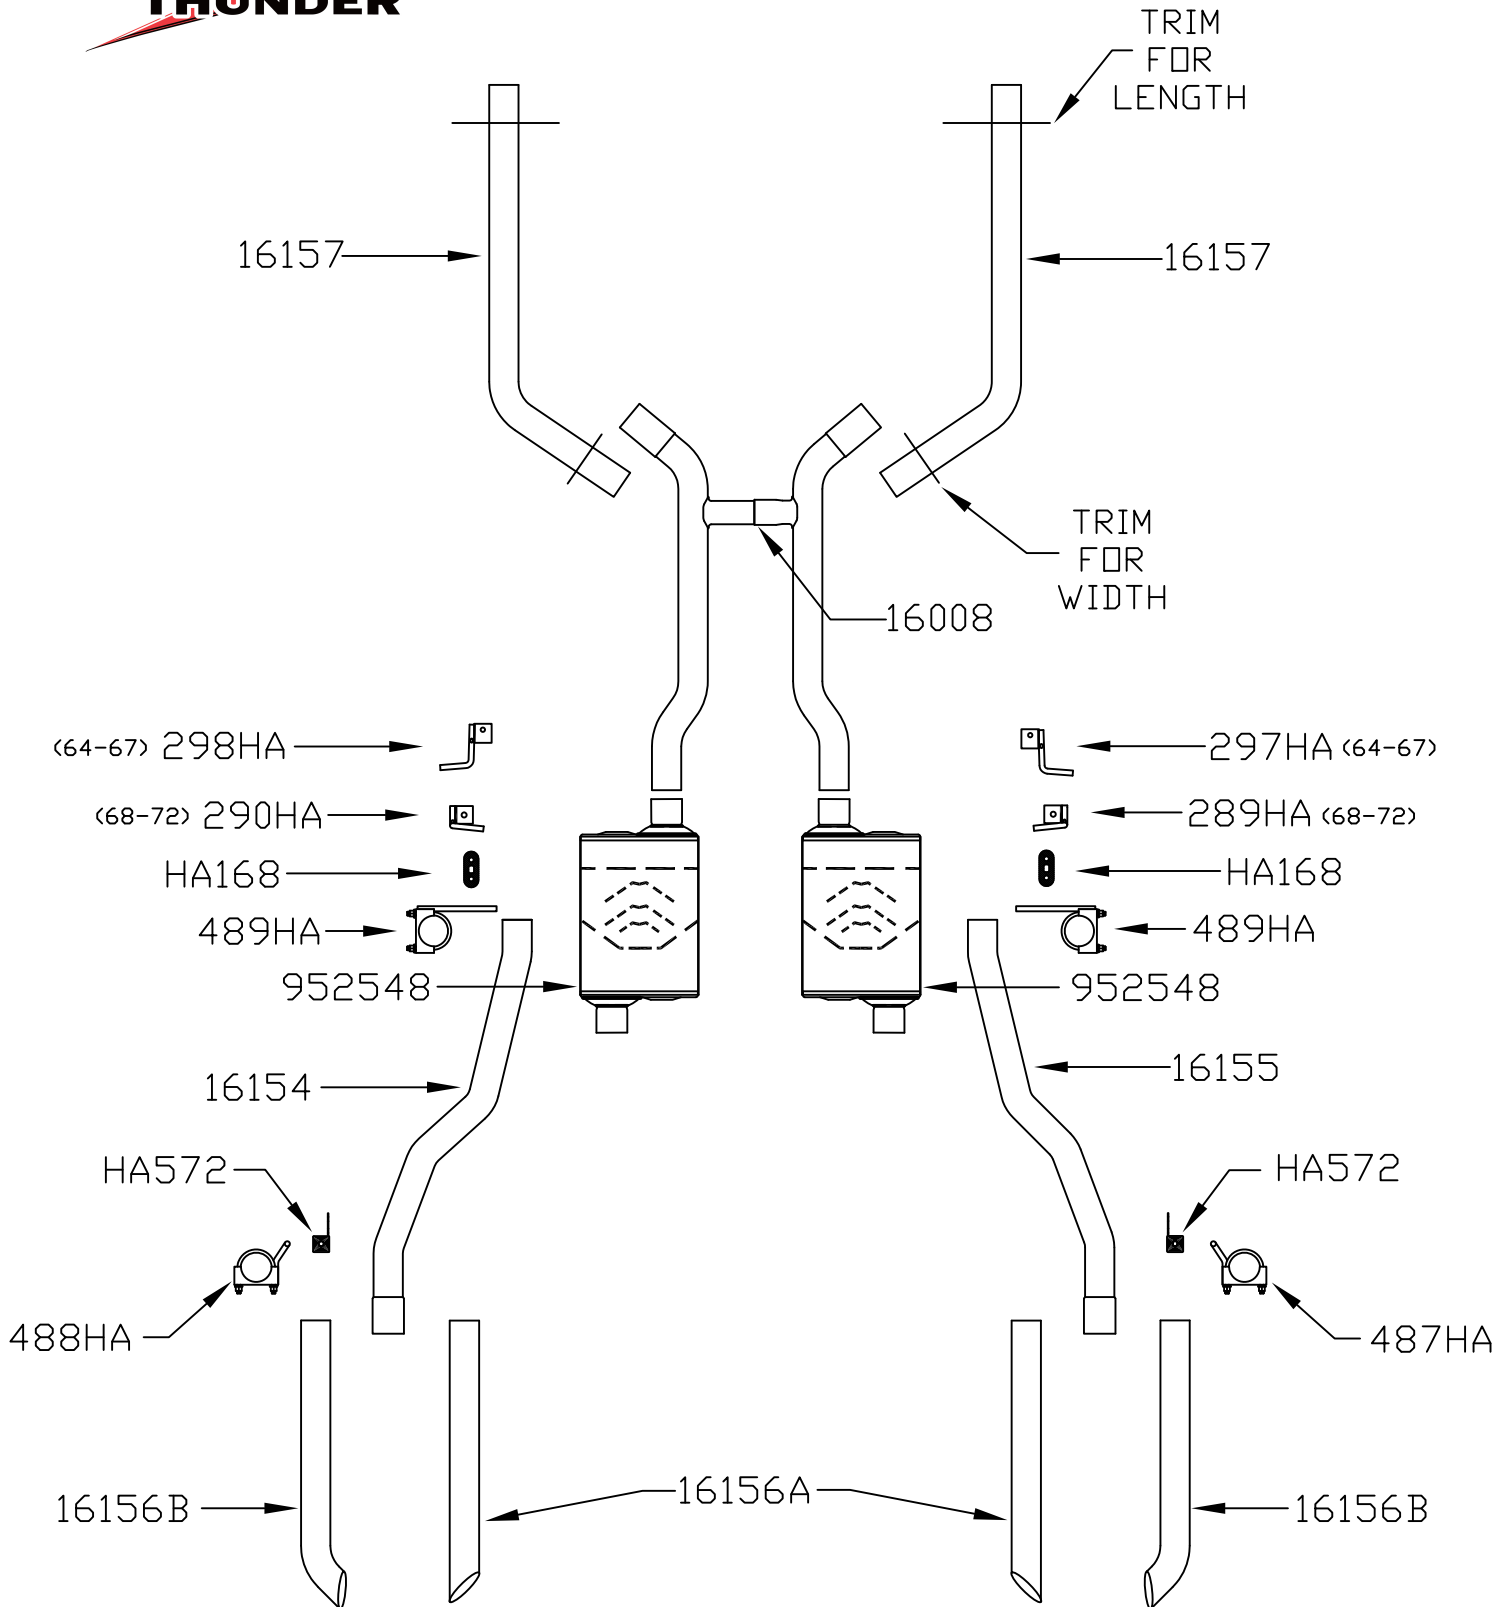 THUNDER
TRIM
FOR
LENGTH
16157
16157
TRIM
FOR
WIDTH
16008
(64-67) 298HA
297HA (64-67)
(68-72) 290HA
289HA (68-72)
HA168
HA168
489HA
489HA
952548
952548
16154
16155
HA572
HA572
488HA
487HA
16156B
16156A
16156B